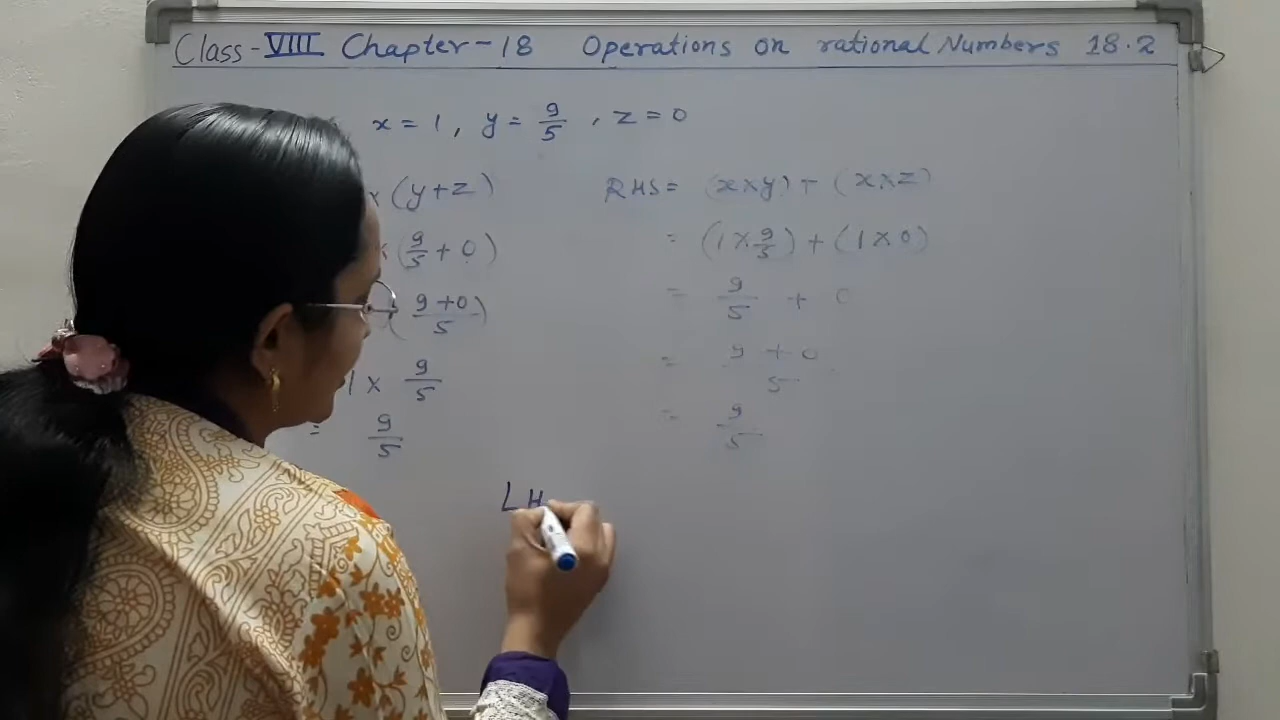 Class-VIII Chapter-18 Operations on rational Numbers 18.2
x = 1, y = 9/5, z = 0
x (y+z)
x (9/5 + 0)
( 9+0/5 )
1 x 9/5
= 9/5
RHS = (x×y) + (x×z)
= (1 × 9/5) + (1 × 0)
= 9/5 + 0
= 9 + 0/5
= 9/5
LH